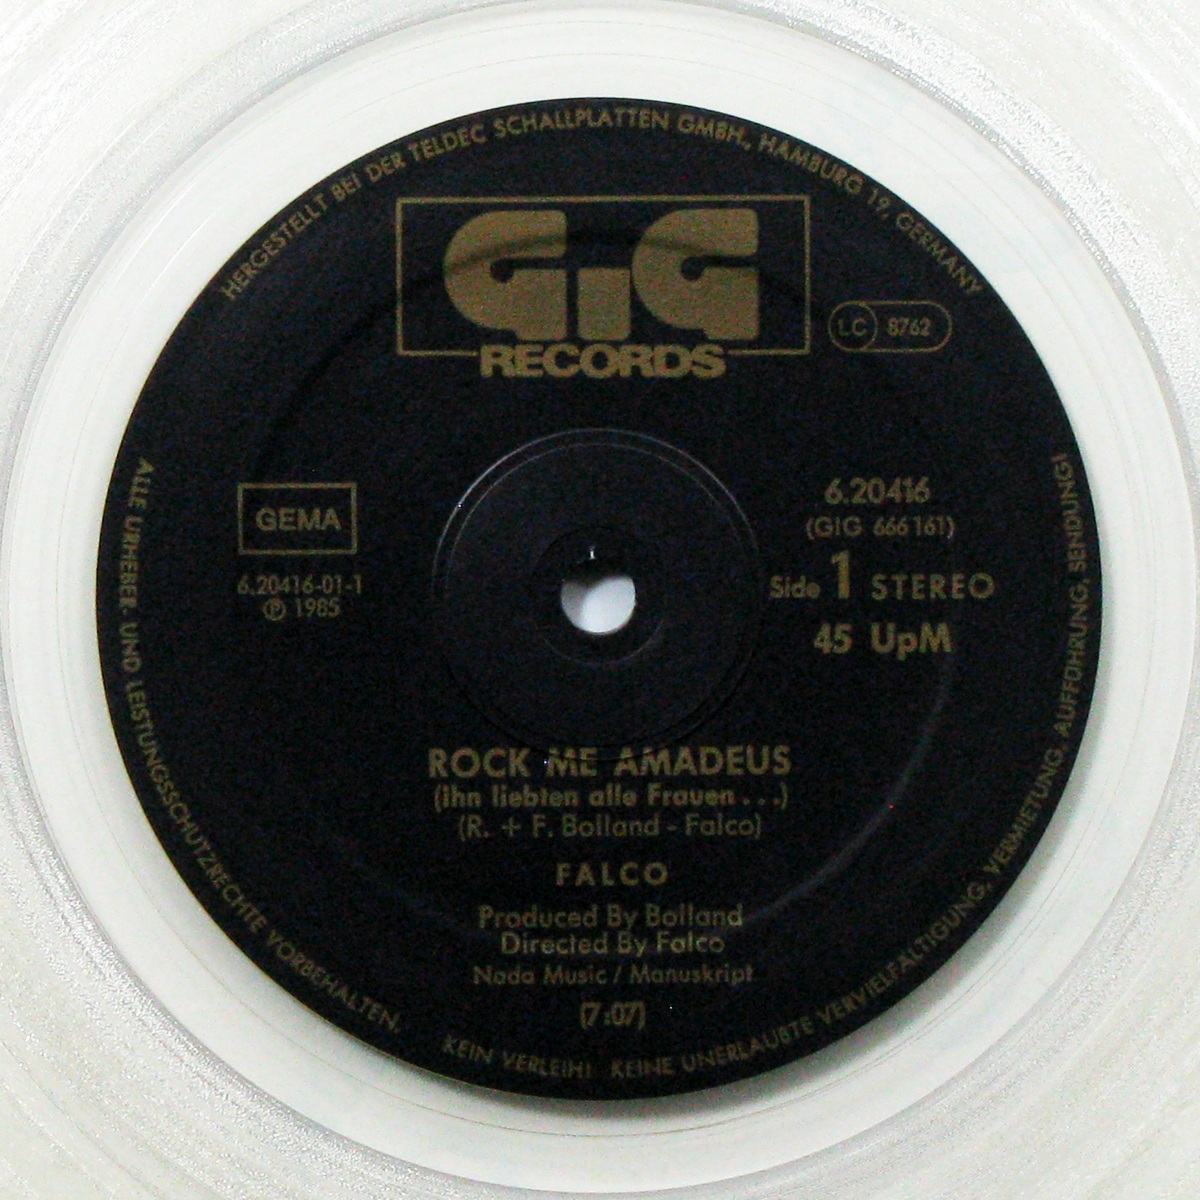 HERGESTELLT BEI DER TELDEC SCHALLPLATTEN GMBH., HAMBURG 19, GERMANY
GiG
RECORDS
LC 8762
GEMA
6.20416-01-1
℗ 1985
6.20416
(GIG 666 161)
Side 1 STEREO
45 UpM
ROCK ME AMADEUS
(Ihn liebten alle Frauen...)
(R. + F. Bolland - Falco)
FALCO
Produced By Bolland
Directed By Falco
Nada Music / Manuskript
(7:07)
ALLE URHEBER- UND LEISTUNGSSCHUTZRECHTE VORBEHALTEN. KEIN VERLEIH! KEINE UNERLAUBTE VERVIELFÄLTIGUNG, VERMIETUNG, AUFFÜHRUNG, SENDUNG!